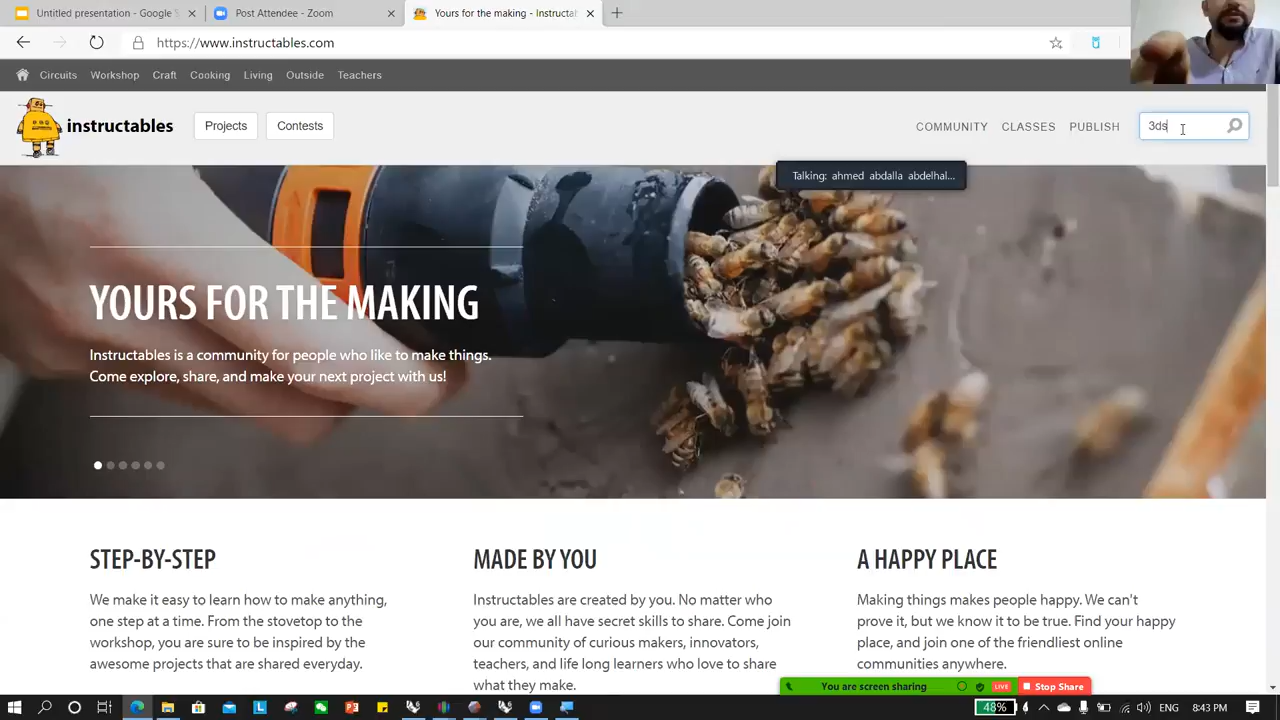 Untitled presentation - Google S
Post Attendee - Zoom
Yours for the making - Instructab
https://www.instructables.com
Circuits Workshop Craft Cooking Living Outside Teachers
instructables
Projects
Contests
COMMUNITY CLASSES PUBLISH
3ds
Talking: ahmed abdalla abdelhal...
YOURS FOR THE MAKING
Instructables is a community for people who like to make things.
Come explore, share, and make your next project with us!
STEP-BY-STEP
We make it easy to learn how to make anything,
one step at a time. From the stovetop to the
workshop, you are sure to be inspired by the
awesome projects that are shared everyday.
MADE BY YOU
Instructables are created by you. No matter who
you are, we all have secret skills to share. Come join
our community of curious makers, innovators,
teachers, and life long learners who love to share
what they make.
A HAPPY PLACE
Making things makes people happy. We can't
prove it, but we know it to be true. Find your happy
place, and join one of the friendliest online
communities anywhere.
You are screen sharing
LIVE
Stop Share
48%
ENG
8:43 PM